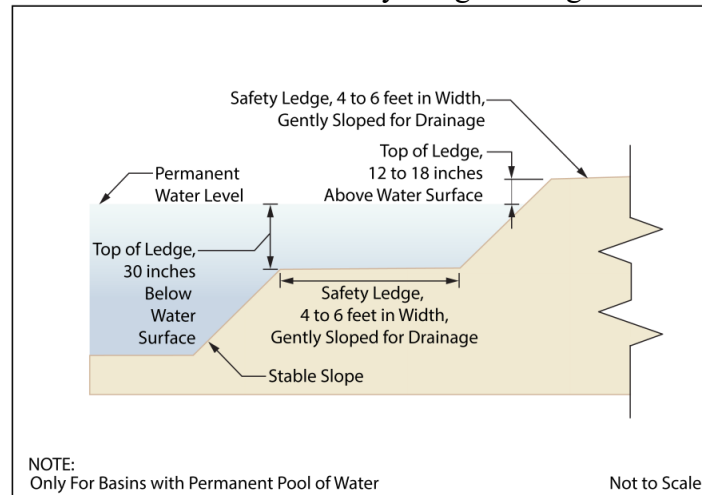 Safety Ledge, 4 to 6 feet in Width,
Gently Sloped for Drainage
Top of Ledge,
12 to 18 inches
Above Water Surface
Permanent
Water Level
Top of Ledge,
30 inches
Below
Water
Surface
Safety Ledge,
4 to 6 feet in Width,
Gently Sloped for Drainage
Stable Slope
NOTE:
Only For Basins with Permanent Pool of Water
Not to Scale